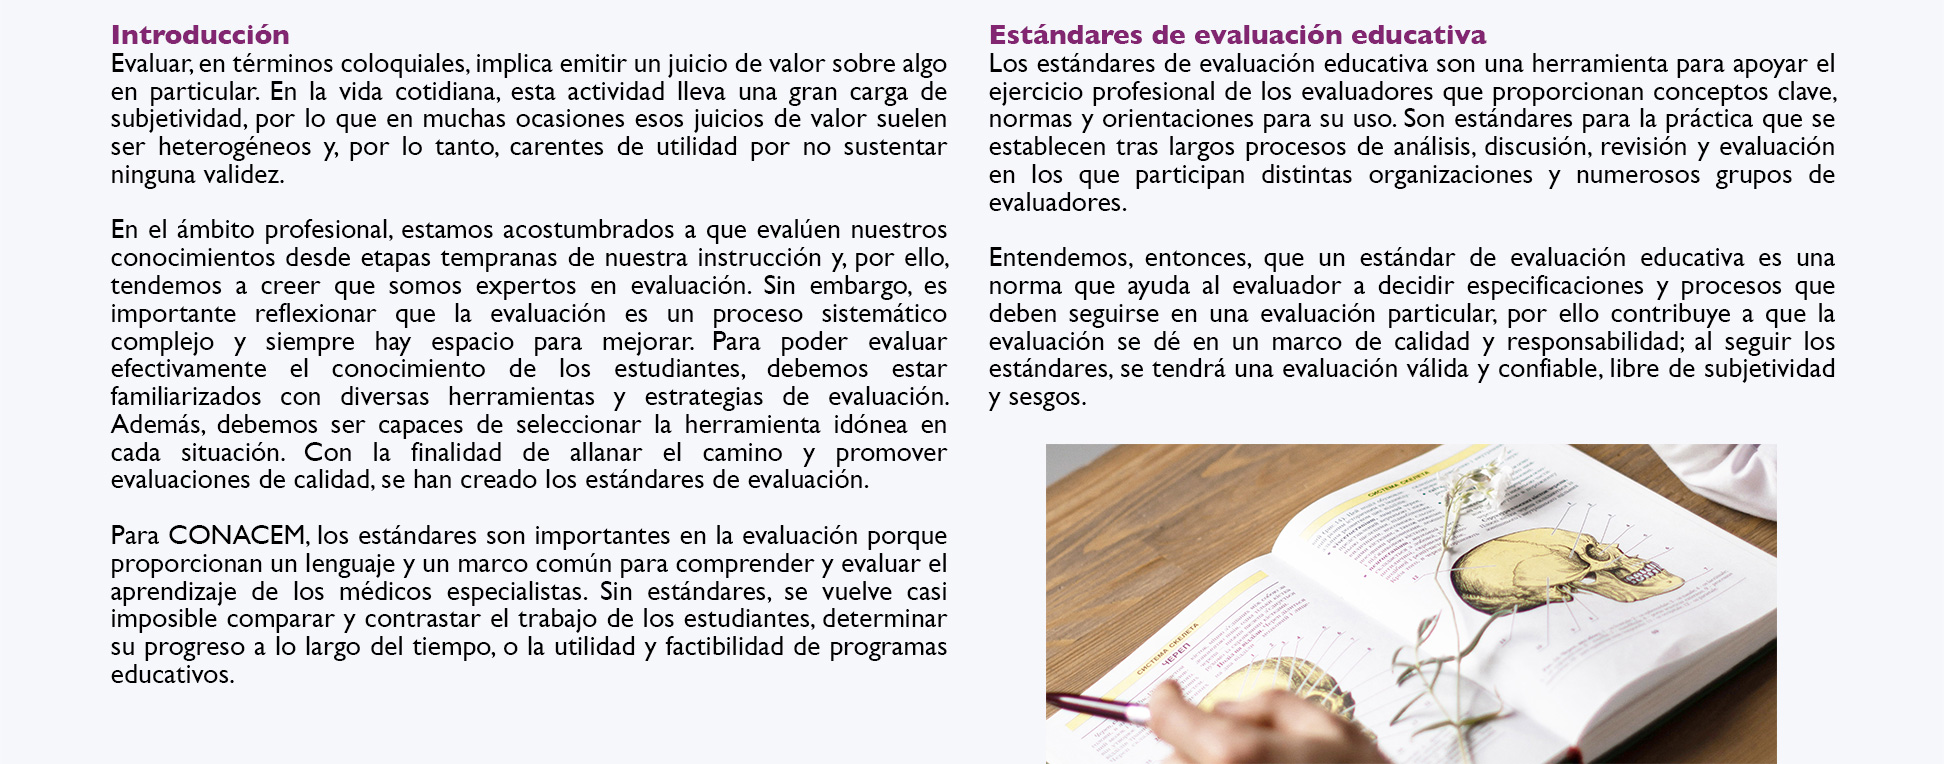 Introducción
Evaluar, en términos coloquiales, implica emitir un juicio de valor sobre algo
en particular. En la vida cotidiana, esta actividad lleva una gran carga de
subjetividad, por lo que en muchas ocasiones esos juicios de valor suelen
ser heterogéneos y, por lo tanto, carentes de utilidad por no sustentar
ninguna validez.
En el ámbito profesional, estamos acostumbrados a que evalúen nuestros
conocimientos desde etapas tempranas de nuestra instrucción y, por ello,
tendemos a creer que somos expertos en evaluación. Sin embargo, es
importante reflexionar que la evaluación es un proceso sistemático
complejo y siempre hay espacio para mejorar. Para poder evaluar
efectivamente el conocimiento de los estudiantes, debemos estar
familiarizados con diversas herramientas y estrategias de evaluación.
Además, debemos ser capaces de seleccionar la herramienta idónea en
cada situación. Con la finalidad de allanar el camino y promover
evaluaciones de calidad, se han creado los estándares de evaluación.
Para CONACEM, los estándares son importantes en la evaluación porque
proporcionan un lenguaje y un marco común para comprender y evaluar el
aprendizaje de los médicos especialistas. Sin estándares, se vuelve casi
imposible comparar y contrastar el trabajo de los estudiantes, determinar
su progreso a lo largo del tiempo, o la utilidad y factibilidad de programas
educativos.
Estándares de evaluación educativa
Los estándares de evaluación educativa son una herramienta para apoyar el
ejercicio profesional de los evaluadores que proporcionan conceptos clave,
normas y orientaciones para su uso. Son estándares para la práctica que se
establecen tras largos procesos de análisis, discusión, revisión y evaluación
en los que participan distintas organizaciones y numerosos grupos de
evaluadores.
Entendemos, entonces, que un estándar de evaluación educativa es una
norma que ayuda al evaluador a decidir especificaciones y procesos que
deben seguirse en una evaluación particular, por ello contribuye a que la
evaluación se dé en un marco de calidad y responsabilidad; al seguir los
estándares, se tendrá una evaluación válida y confiable, libre de subjetividad
y sesgos.
СИСТЕМА СКЕЛЕТА
СИСТЕМА СКЕЛЕТА
ЧЕРЕП